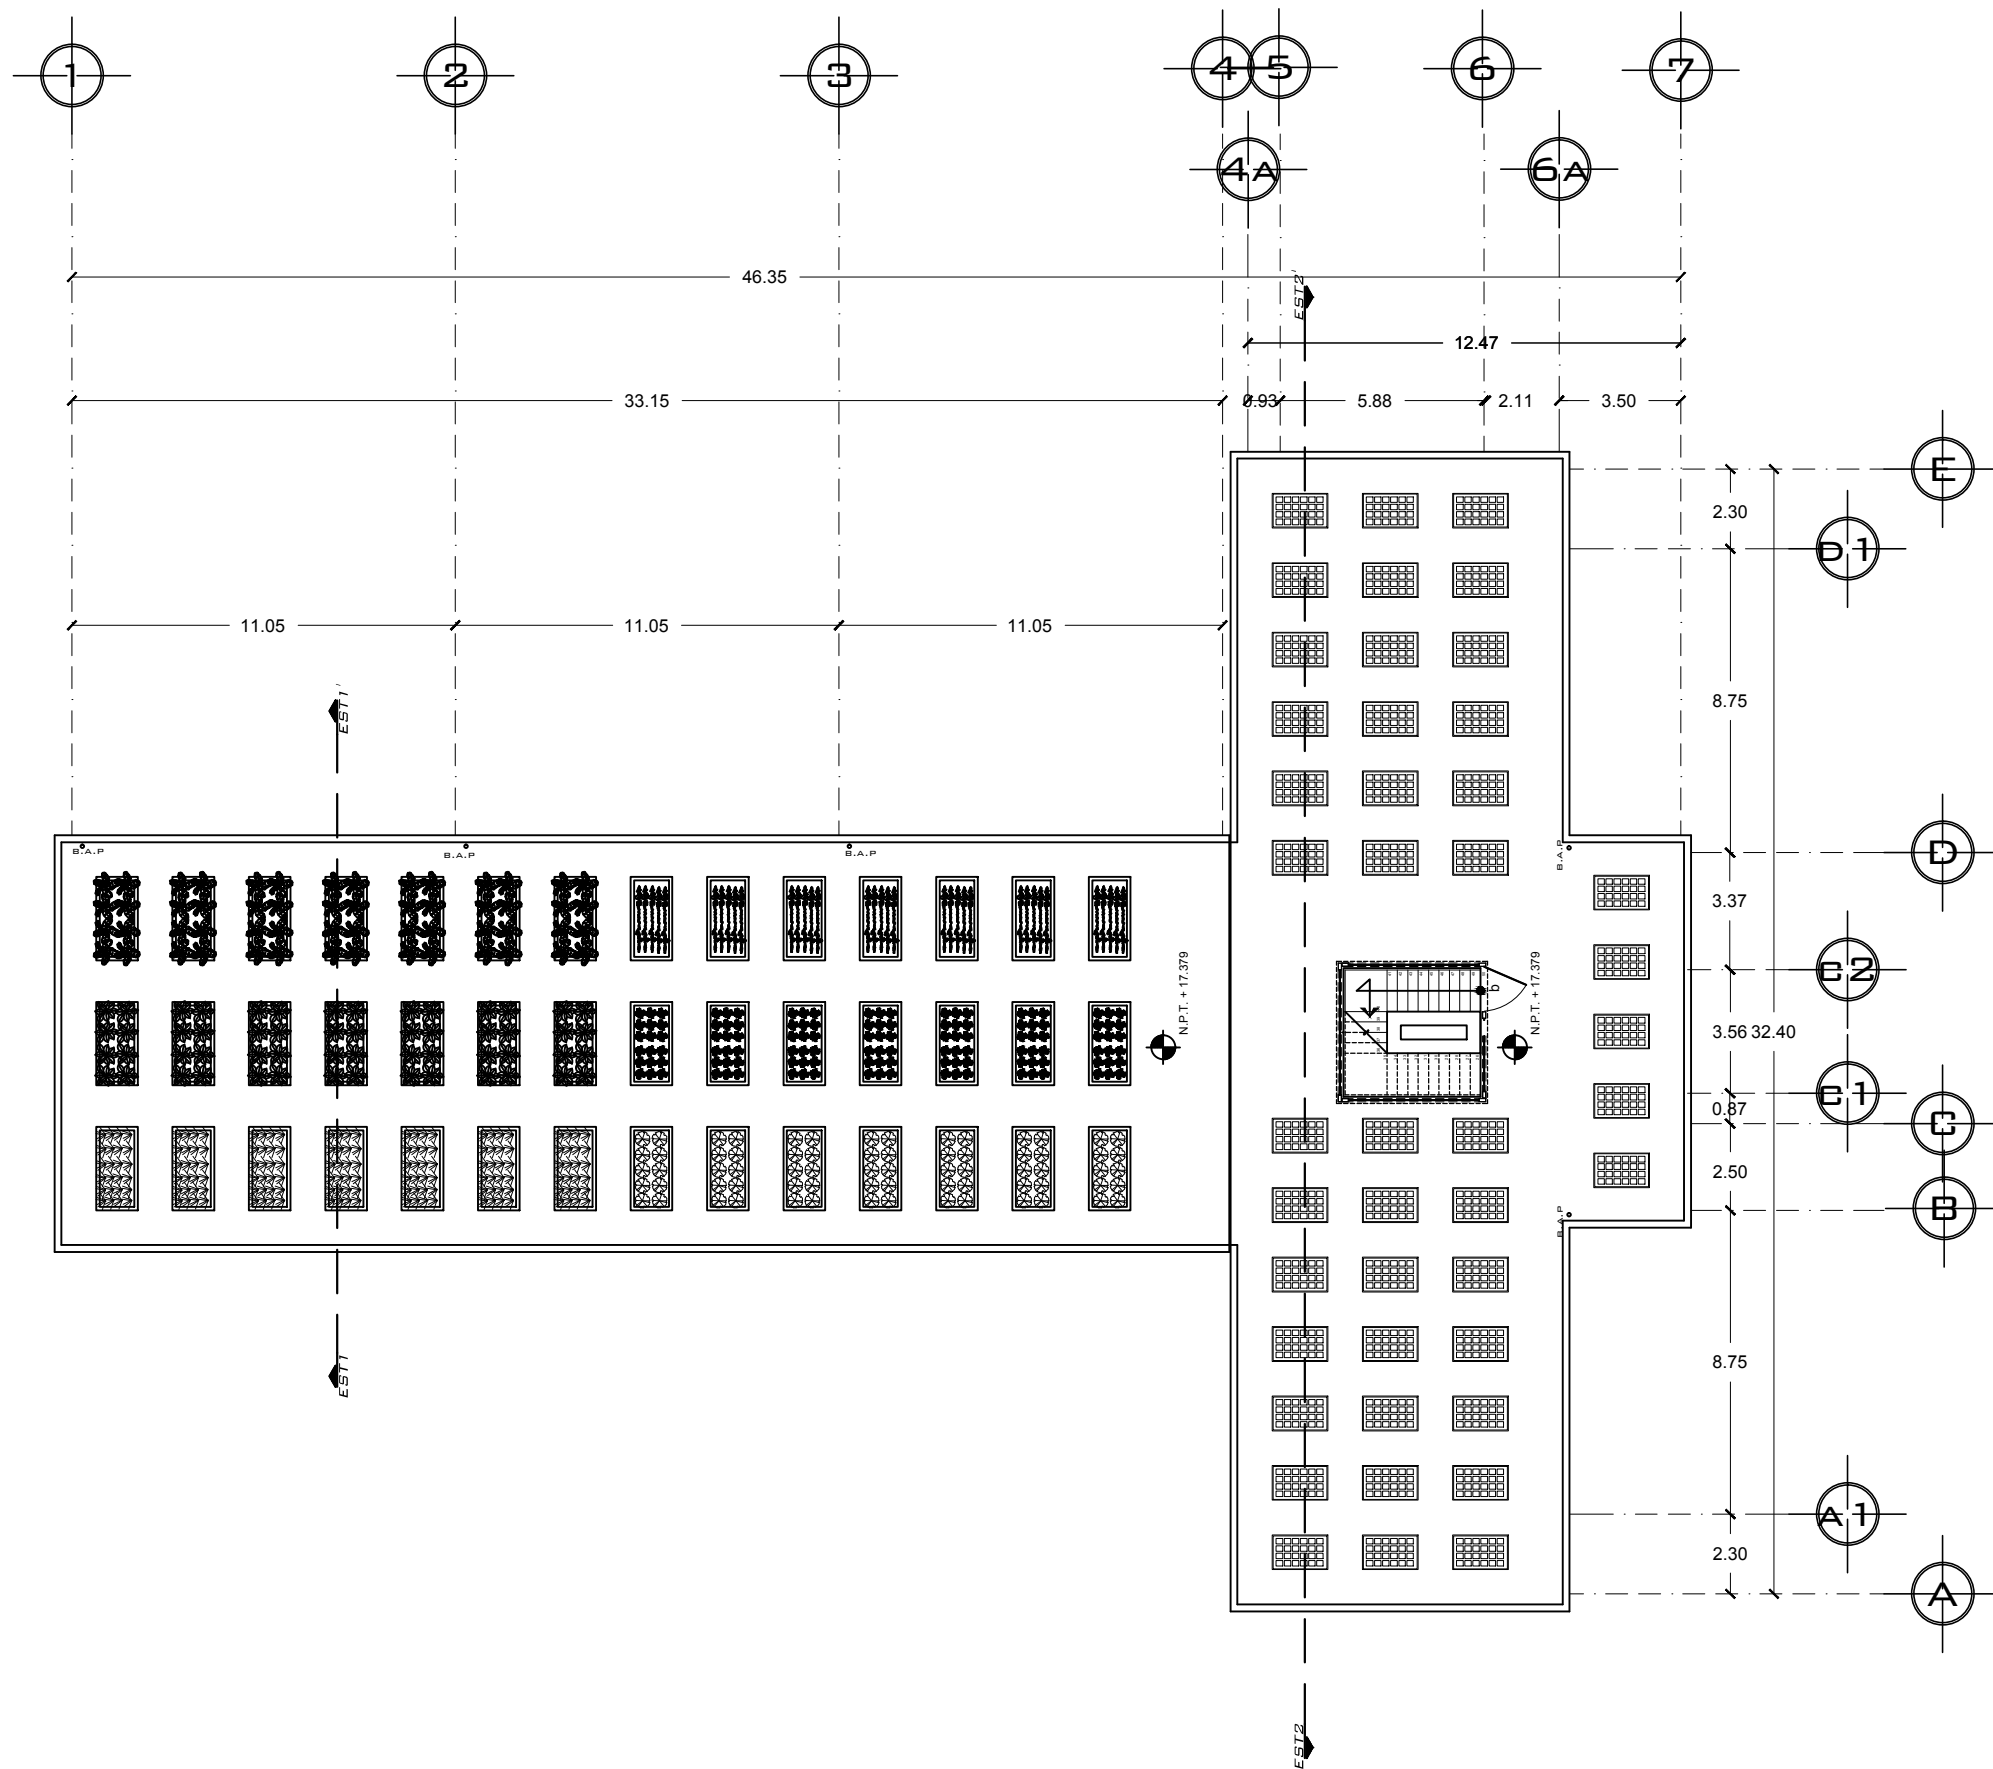 1
2
3
4
5
6
7
4A
6A
46.35
EST2'
12.47
33.15
0.93
5.88
2.11
3.50
E
2.30
D1
11.05
11.05
11.05
8.75
EST1'
B.A.P
B.A.P
B.A.P
B.A.P
D
3.37
N.P.T. + 17.379
N.P.T. + 17.379
b
C2
3.56
32.40
C1
0.87
C
2.50
B
B.A.P
EST1
8.75
A1
2.30
A
EST2